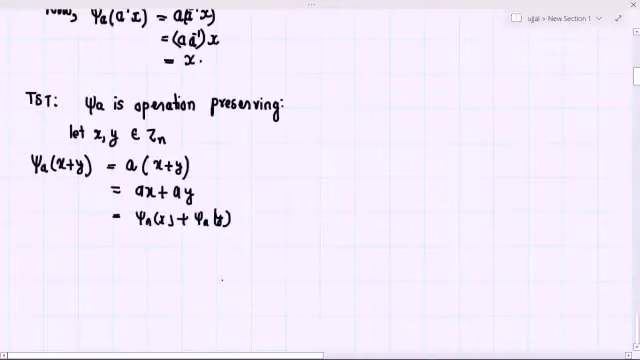 ujjal > New Section 1
Now, ψa(a⁻¹x) = aa⁻¹x)
= (aa⁻¹)x
= x.
TST: ψa is operation preserving:
let x, y ∈ Zn
ψa(x+y) = a(x+y)
= ax + ay
= ψa(x) + ψa(y)